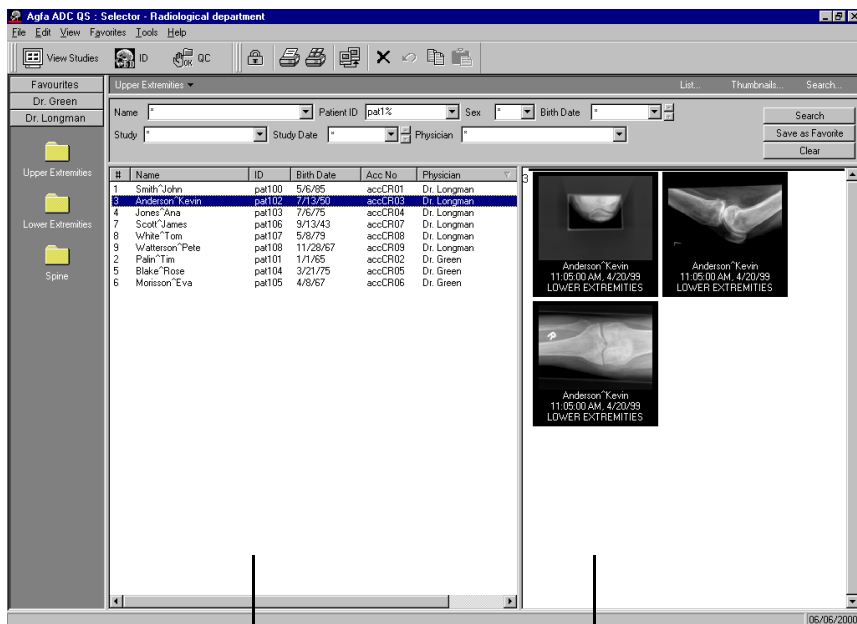 Agfa ADC QS : Selector - Radiological department
File Edit View Favorites Tools Help
View Studies ID OK QC
Favourites
Dr. Green
Dr. Longman
Upper Extremities
Lower Extremities
Spine
Upper Extremities List... Thumbnails... Search...
Name * Patient ID pat1% Sex * Birth Date * Search
Study * Study Date * Physician * Save as Favorite
Clear
# Name ID Birth Date Acc No Physician
1 Smith^John pat100 5/6/85 accCR01 Dr. Longman
3 Anderson^Kevin pat102 7/13/50 accCR03 Dr. Longman
4 Jones^Ana pat103 7/6/75 accCR04 Dr. Longman
7 Scott^James pat106 9/13/43 accCR07 Dr. Longman
8 White^Tom pat107 5/8/79 accCR08 Dr. Longman
9 Watterson^Pete pat108 11/28/67 accCR09 Dr. Longman
2 Palin^Tim pat101 1/1/65 accCR02 Dr. Green
5 Blake^Rose pat104 3/21/75 accCR05 Dr. Green
6 Morisson^Eva pat105 4/8/67 accCR06 Dr. Green
3
Anderson^Kevin
11:05:00 AM, 4/20/99
LOWER EXTREMITIES
Anderson^Kevin
11:05:00 AM, 4/20/99
LOWER EXTREMITIES
R
Anderson^Kevin
11:05:00 AM, 4/20/99
LOWER EXTREMITIES
06/06/2000